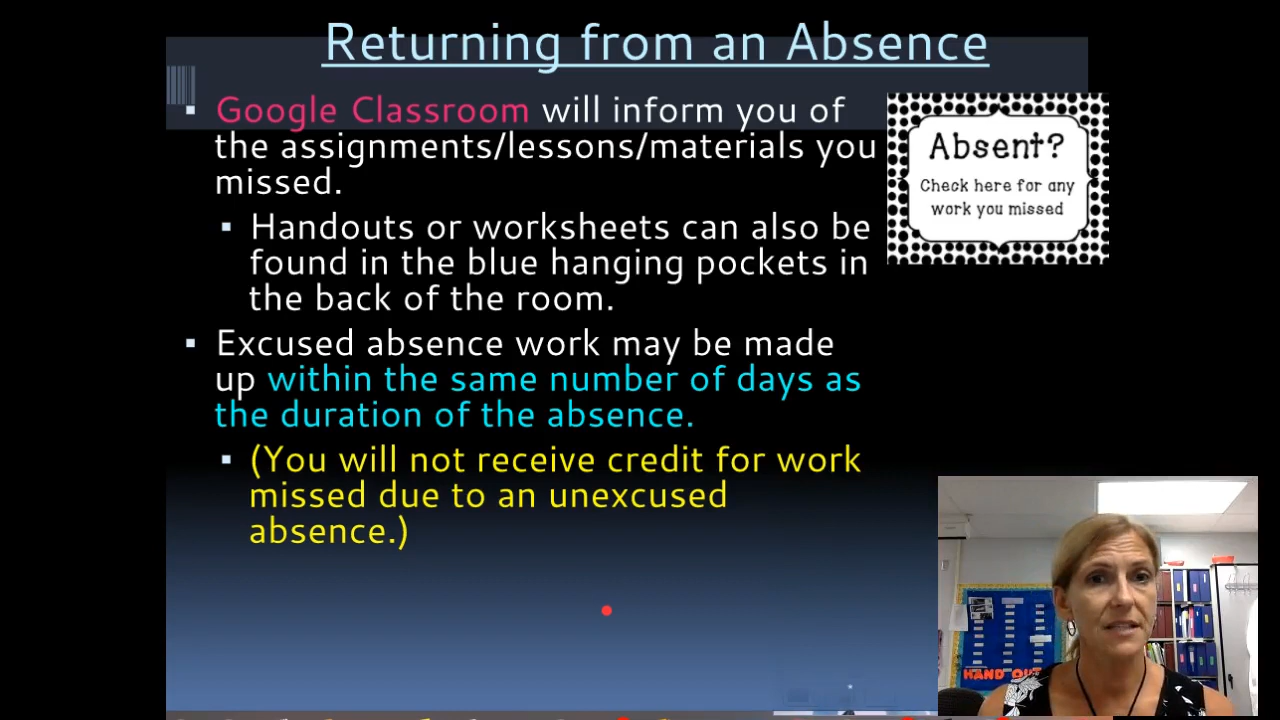 Returning from an Absence
Google Classroom will inform you of
the assignments/lessons/materials you
missed.
Handouts or worksheets can also be
found in the blue hanging pockets in
the back of the room.
Excused absence work may be made
up within the same number of days as
the duration of the absence.
(You will not receive credit for work
missed due to an unexcused
absence.)
Absent?
Check here for any
work you missed
HAND OUT